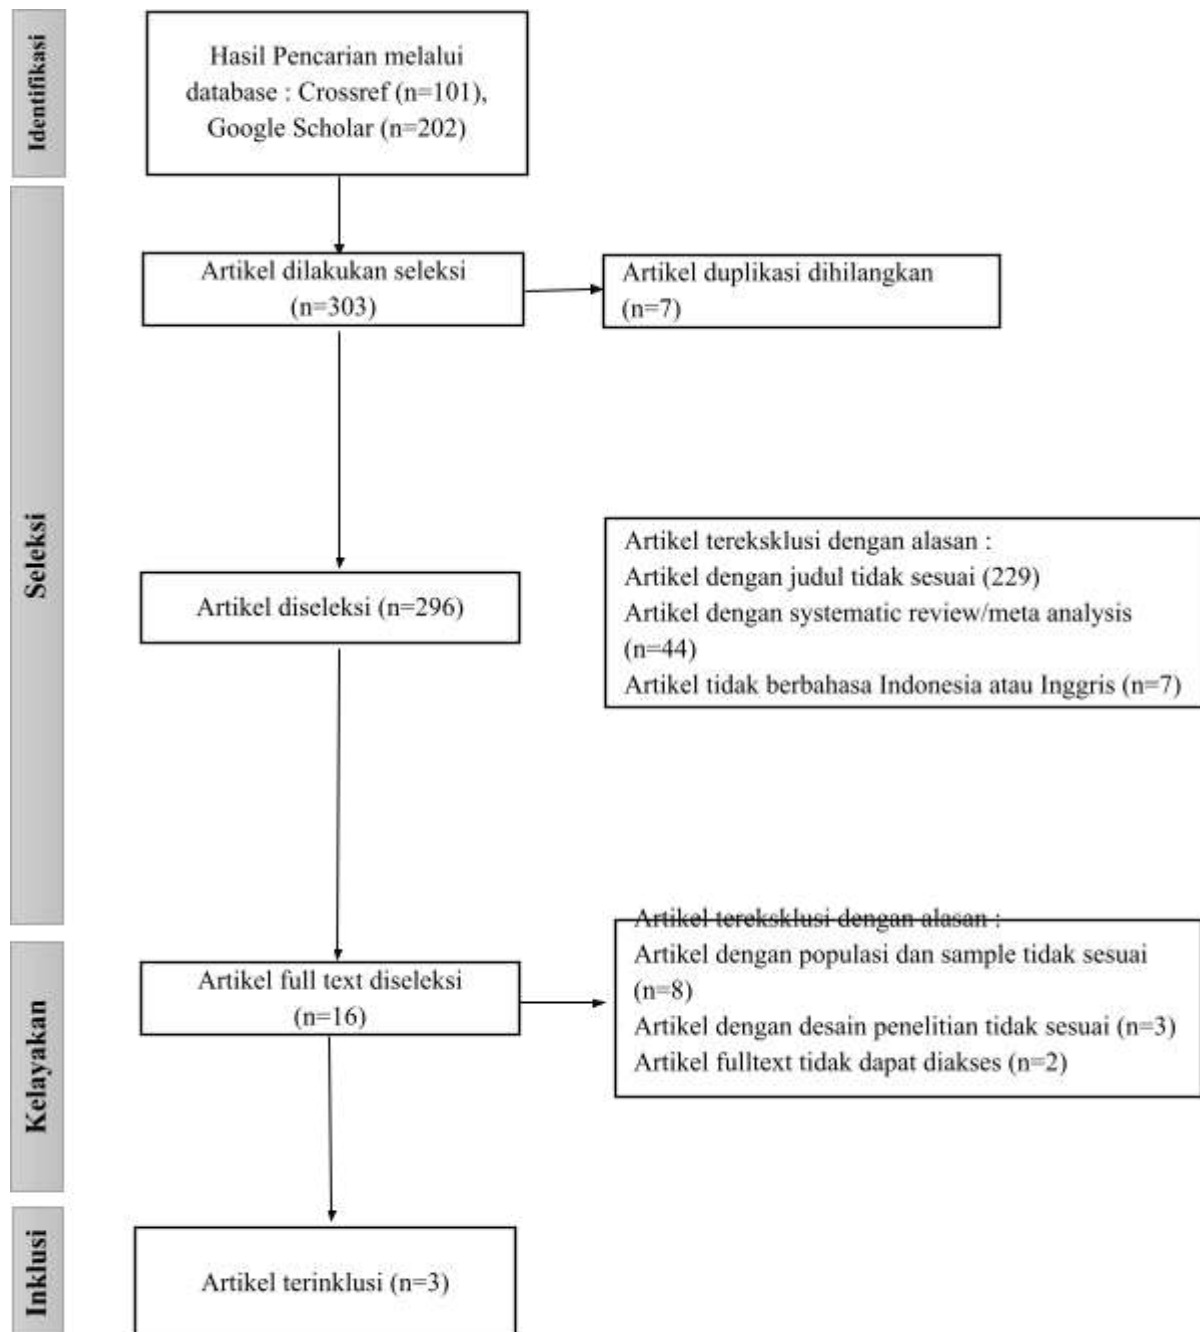 Identifikasi
Hasil Pencarian melalui
database : Crossref (n=101),
Google Scholar (n=202)
Seleksi
Artikel dilakukan seleksi
(n=303)
Artikel duplikasi dihilangkan
(n=7)
Artikel diseleksi (n=296)
Artikel tereksklusi dengan alasan :
Artikel dengan judul tidak sesuai (229)
Artikel dengan systematic review/meta analysis
(n=44)
Artikel tidak berbahasa Indonesia atau Inggris (n=7)
Kelayakan
Artikel full text diseleksi
(n=16)
Artikel tereksklusi dengan alasan :
Artikel dengan populasi dan sample tidak sesuai
(n=8)
Artikel dengan desain penelitian tidak sesuai (n=3)
Artikel fulltext tidak dapat diakses (n=2)
Inklusi
Artikel terinklusi (n=3)